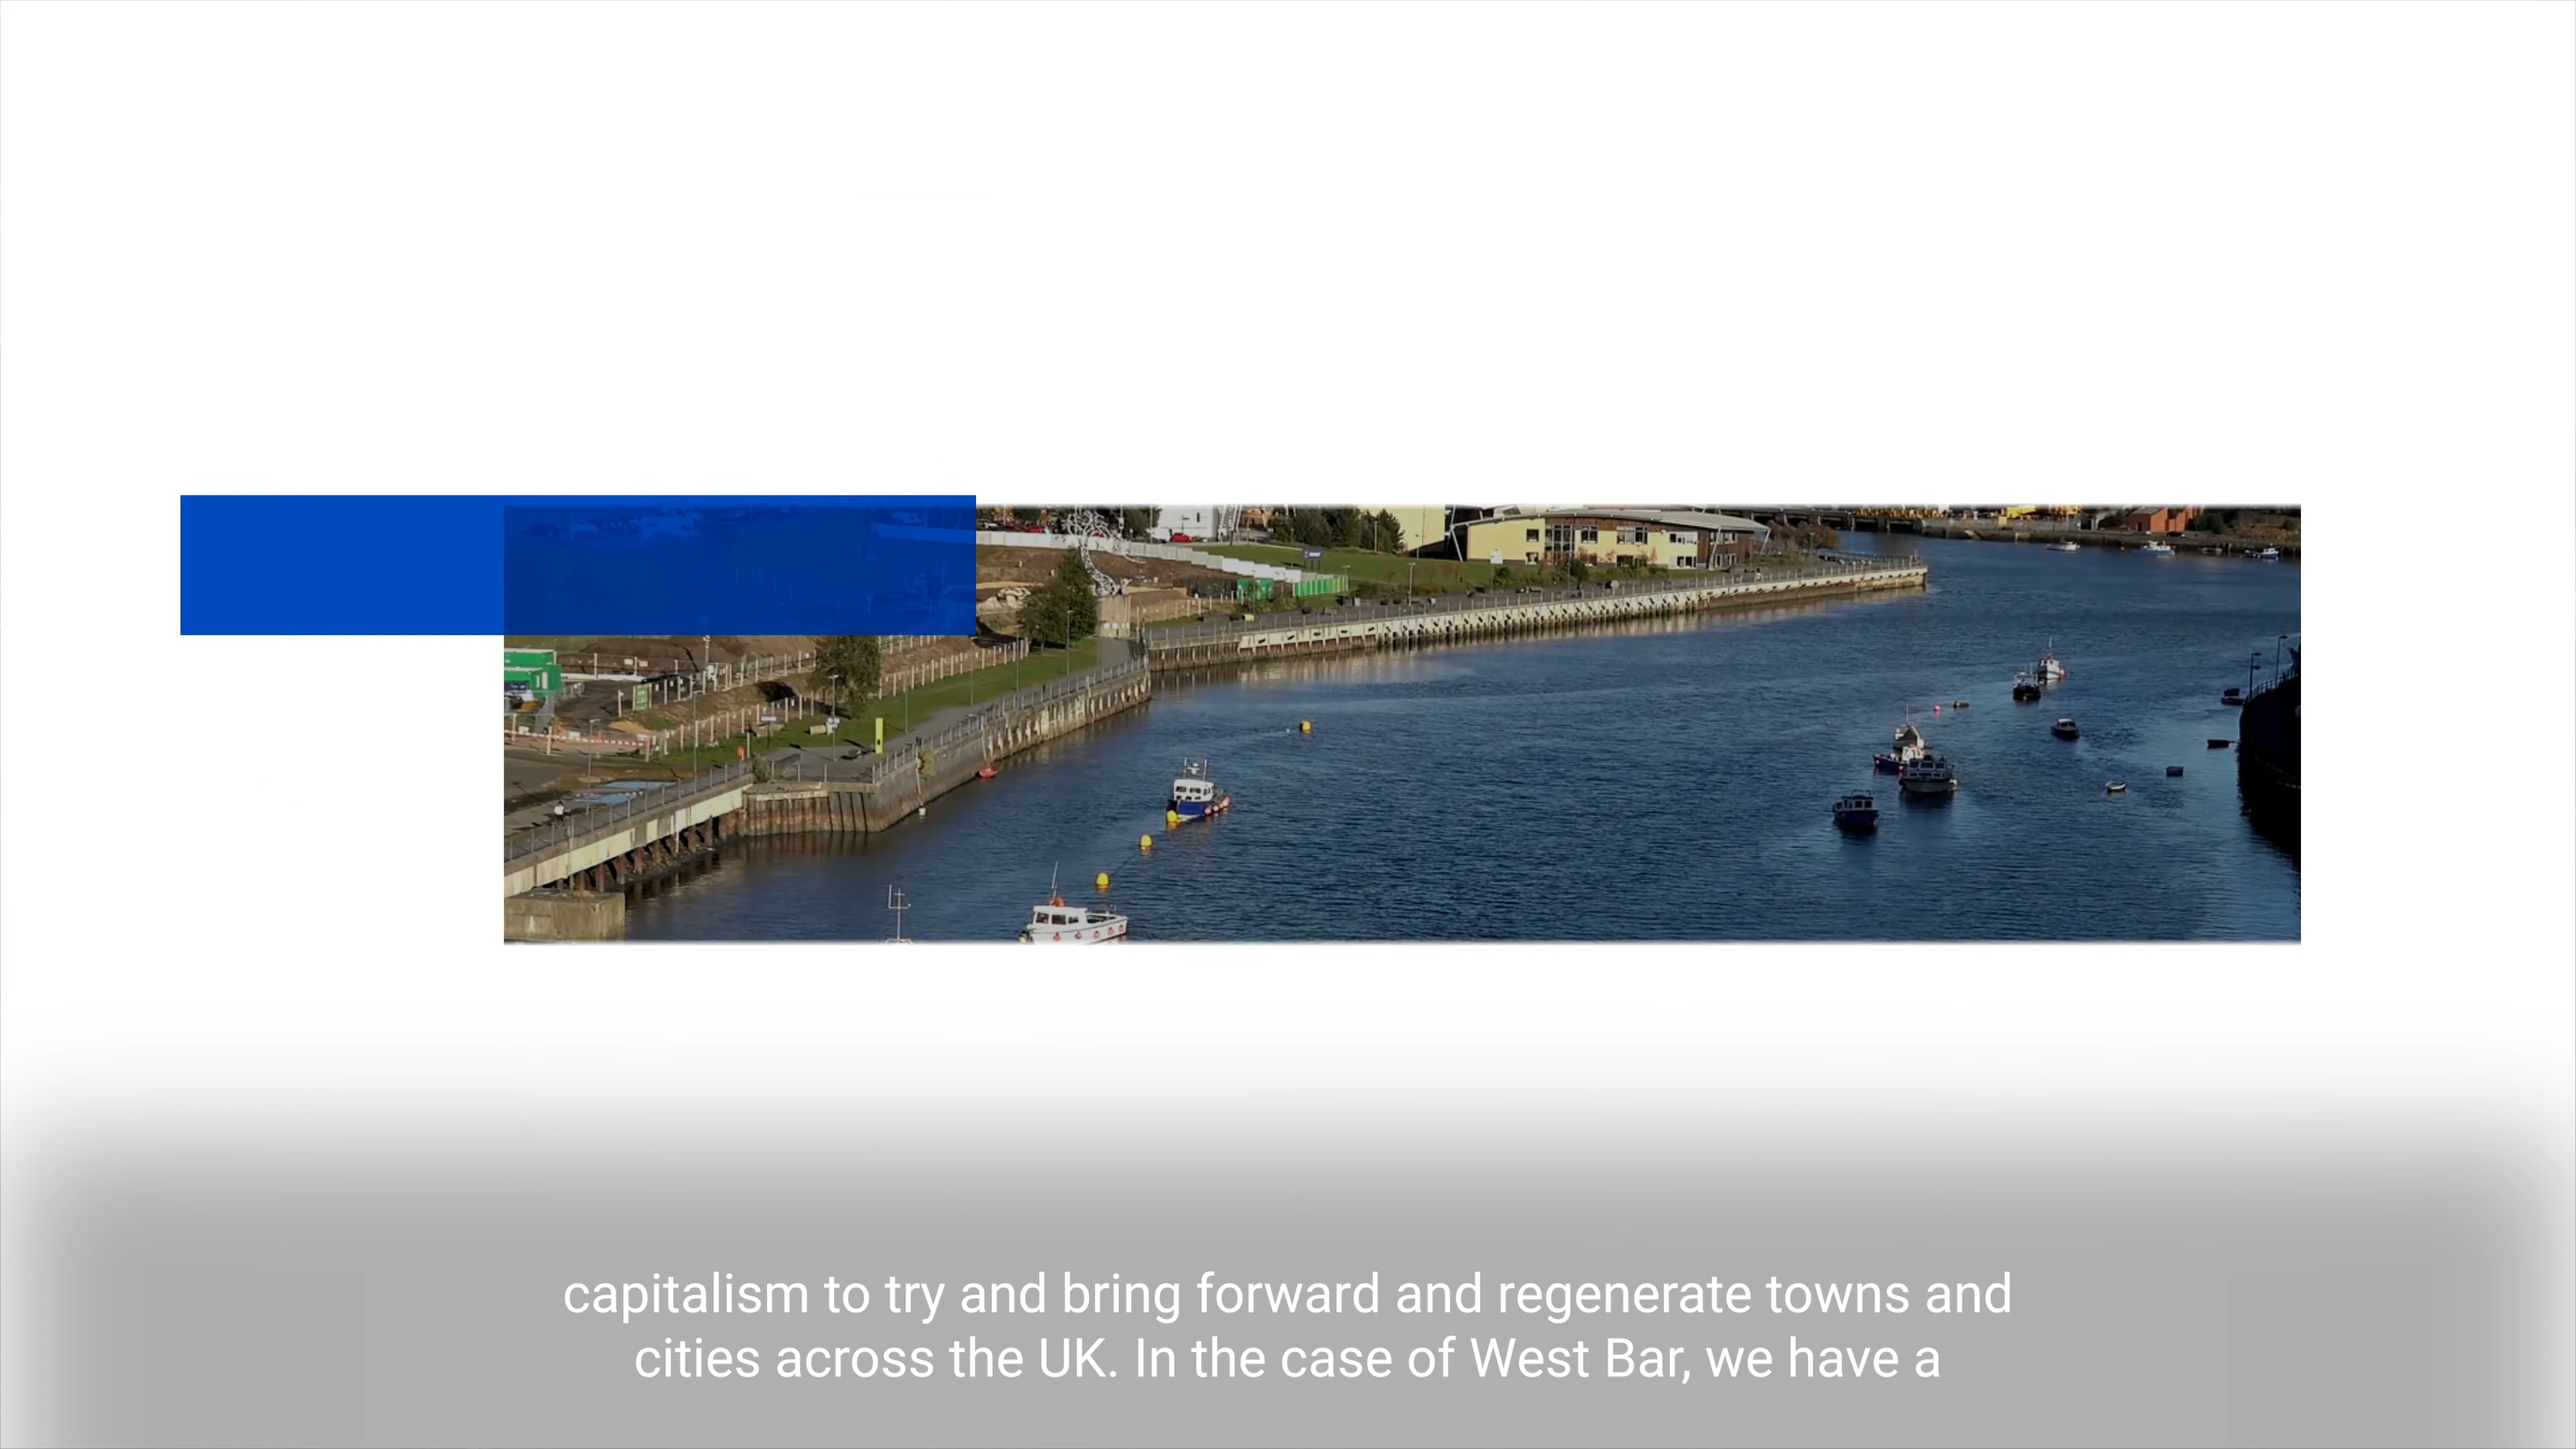 capitalism to try and bring forward and regenerate towns and
cities across the UK. In the case of West Bar, we have a